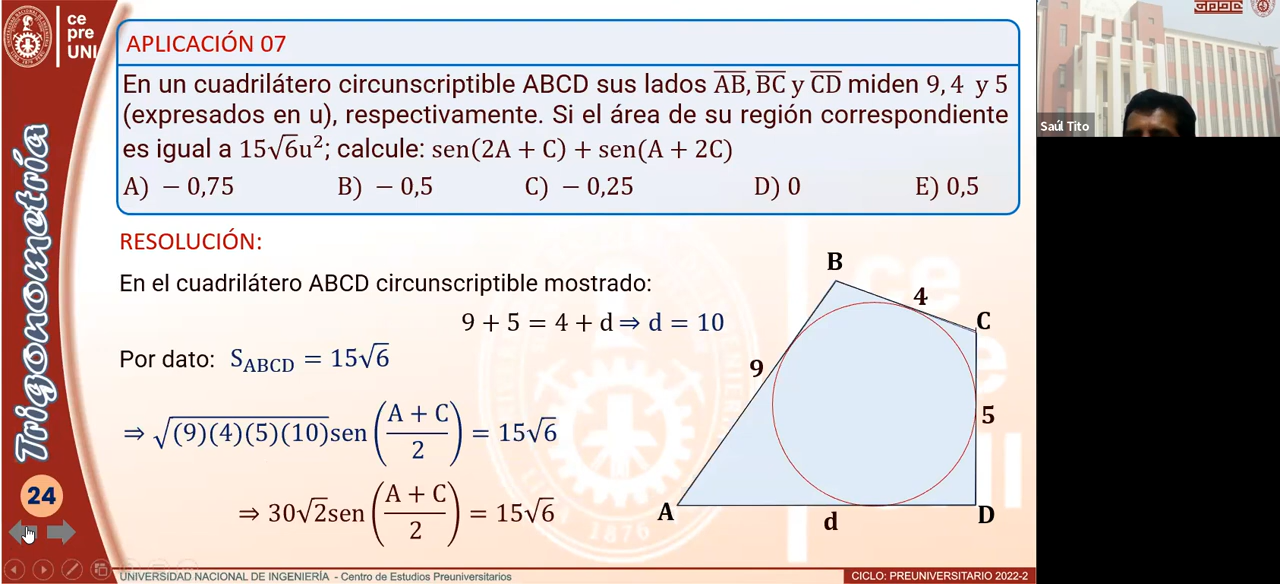 ce
pre
UNI
APLICACIÓN 07
En un cuadrilátero circunscriptible ABCD sus lados A̅B̅, B̅C̅ y C̅D̅ miden 9, 4 y 5
(expresados en u), respectivamente. Si el área de su región correspondiente
es igual a 15√6u²; calcule: sen(2A + C) + sen(A + 2C)
A) − 0,75 B) − 0,5 C) − 0,25 D) 0 E) 0,5
RESOLUCIÓN:
En el cuadrilátero ABCD circunscriptible mostrado:
9 + 5 = 4 + d ⇒ d = 10
Por dato: S_ABCD = 15√6
⇒ √((9)(4)(5)(10)) sen((A + C)/2) = 15√6
⇒ 30√2 sen((A + C)/2) = 15√6
B
4
C
9
5
A
d
D
Trigonometría
24
1876
UNIVERSIDAD NACIONAL DE INGENIERÍA - Centro de Estudios Preuniversitarios
CICLO: PREUNIVERSITARIO 2022-2
Saúl Tito